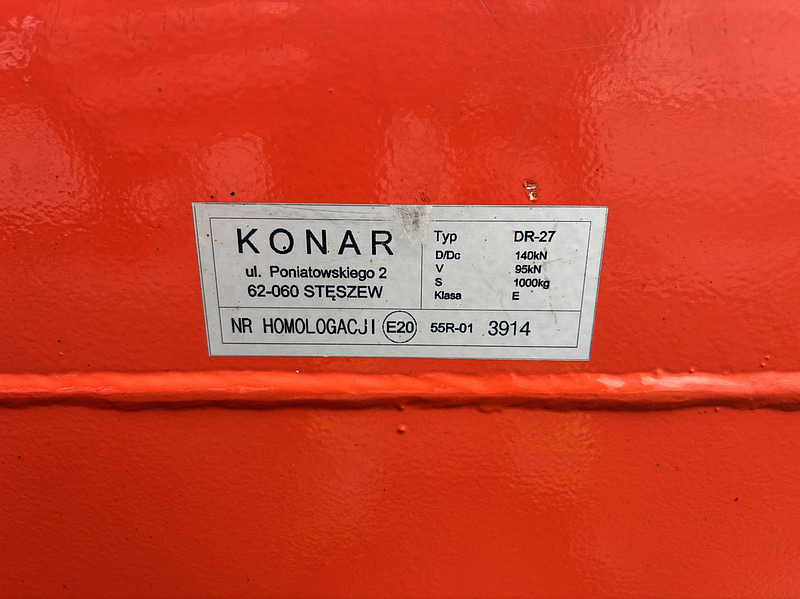 KONAR
ul. Poniatowskiego 2
62-060 STĘSZEW
Typ DR-27
D/Dc 140kN
V 95kN
S 1000kg
Klasa E
NR HOMOLOGACJI E20 55R-01 3914